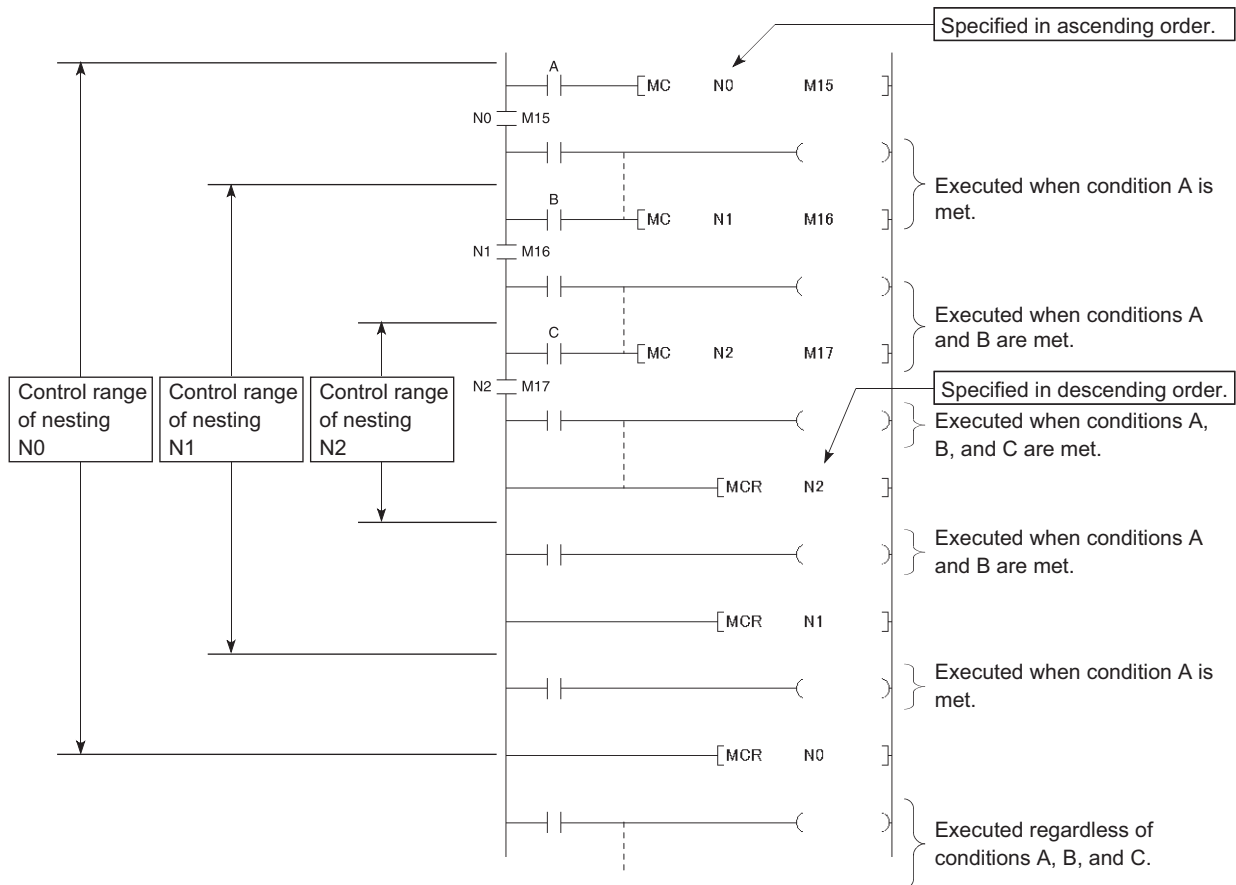 Specified in ascending order.
A
MC N0 M15
N0 M15
Executed when condition A is
met.
B
MC N1 M16
N1 M16
Executed when conditions A
and B are met.
C
MC N2 M17
N2 M17
Control range
of nesting
N0
Control range
of nesting
N1
Control range
of nesting
N2
Specified in descending order.
Executed when conditions A,
B, and C are met.
MCR N2
Executed when conditions A
and B are met.
MCR N1
Executed when condition A is
met.
MCR N0
Executed regardless of
conditions A, B, and C.